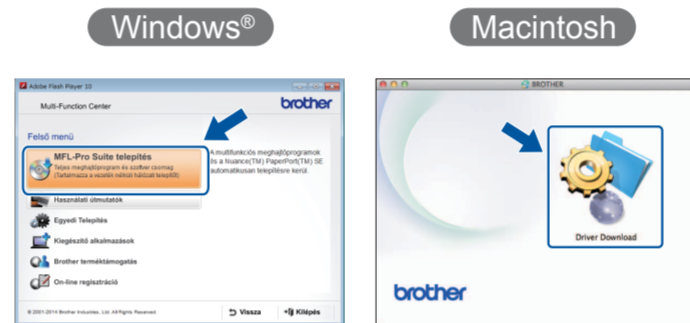 Windows®
Macintosh
Adobe Flash Player 10
Multi-Function Center
brother
Felső menü
MFL-Pro Suite telepítés
Teljes meghajtóprogram és szoftver csomag
(Tartalmazza a vezeték nélküli hálózat telepítőt)
A multifunkciós meghajtóprogramok
és a Nuance(TM) PaperPort(TM) SE
automatikusan telepítésre kerül.
Használati útmutatók
Egyedi Telepítés
Kiegészítő alkalmazások
Brother terméktámogatás
On-line regisztráció
© 2001-2014 Brother Industries, Ltd. All Rights Reserved.
Vissza
Kilépés
BROTHER
Driver Download
brother